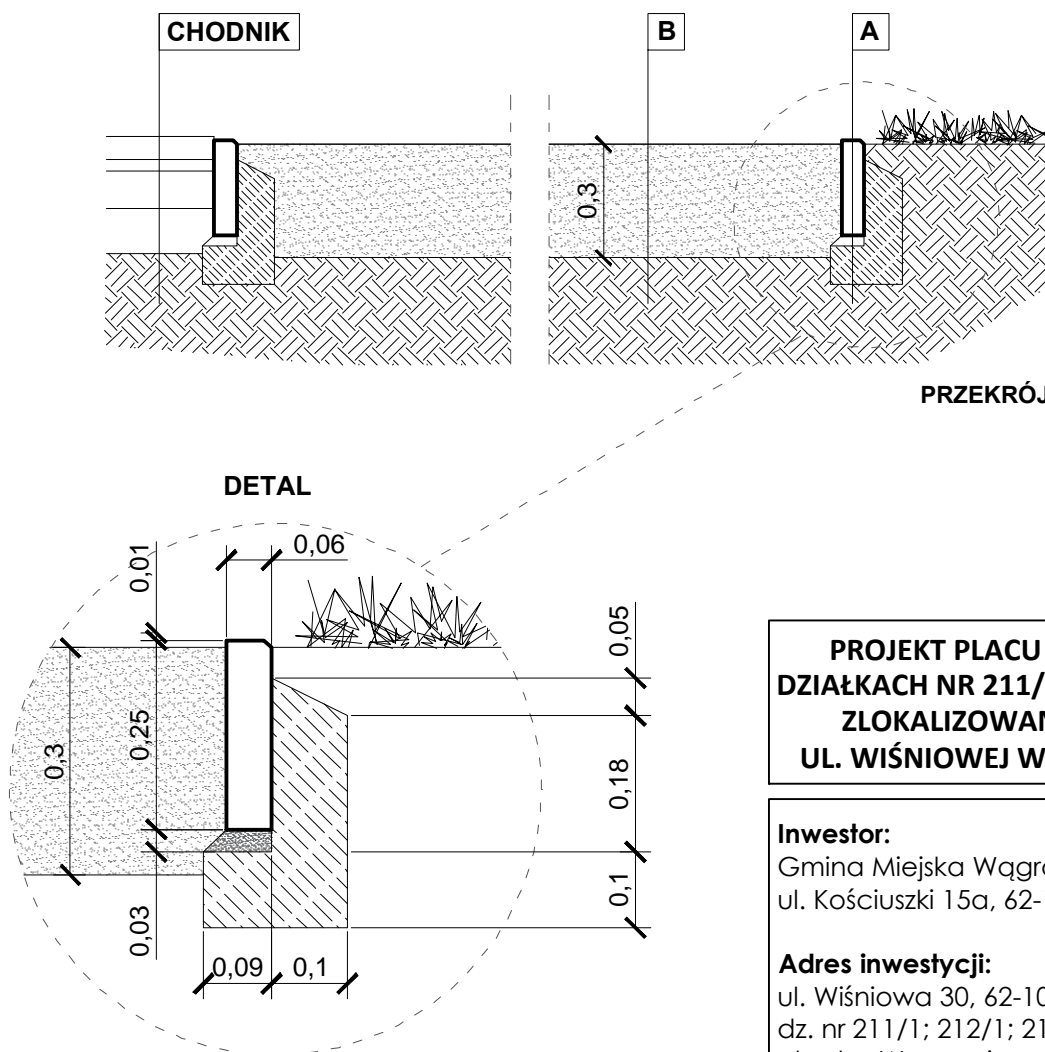 CHODNIK
B
A
0,3
PRZEKRÓJ
DETAL
0,01
0,06
0,05
0,25
0,3
0,18
0,03
0,1
0,09
0,1
PROJEKT PLACU
DZIAŁKACH NR 211/
UL. WIŚNIOWEJ W
Inwestor:
Gmina Miejska
ul. Kościuszki 15a, 62-
Adres inwestycji:
ul. Wiśniowa 30, 62-10
dz. nr 211/1; 212/1; 21